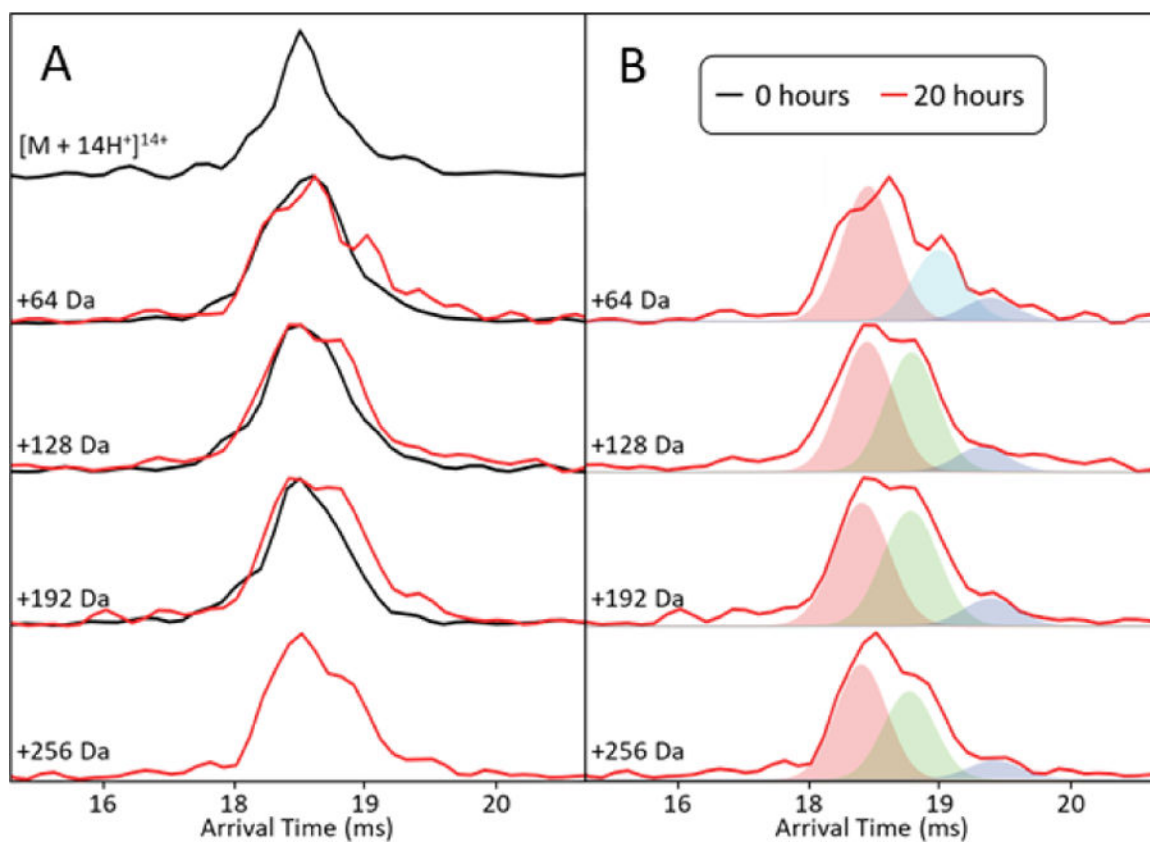 A
B
0 hours 20 hours
[M + 14H⁺]¹⁴⁺
+64 Da
+64 Da
+128 Da
+128 Da
+192 Da
+192 Da
+256 Da
+256 Da
16 18 19 20
16 18 19 20
Arrival Time (ms)
Arrival Time (ms)